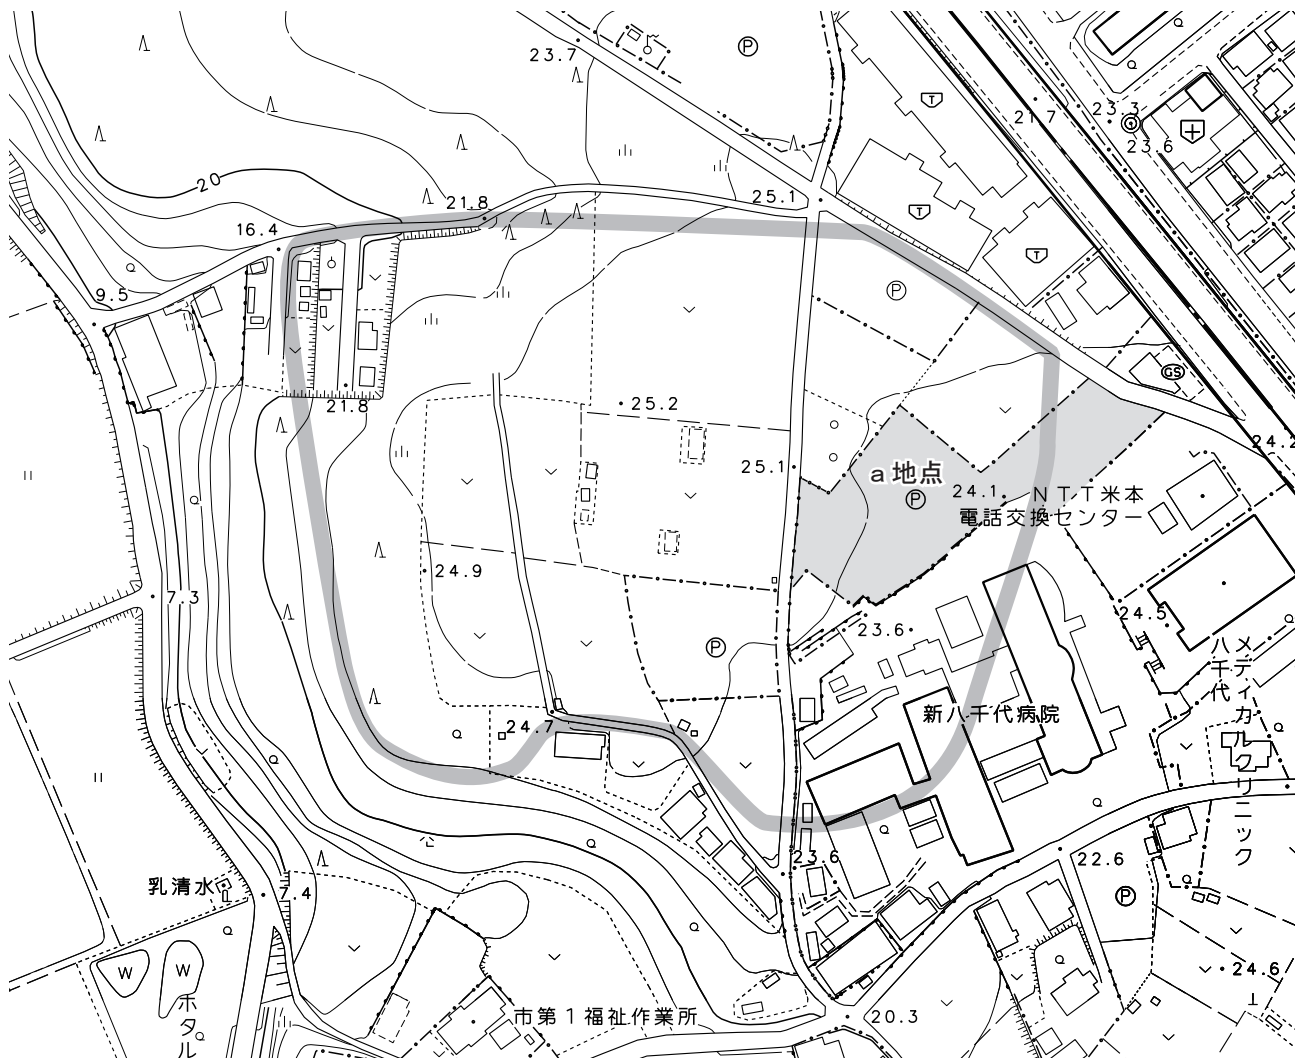 23.7
P
T
21.7
23.3
23.6
20
21.8
25.1
16.4
T
T
9.5
P
GS
21.8
25.2
24.2
25.1
a地点
P
24.1
NTT米本
電話交換センター
24.9
7.3
24.5
23.6
P
メディカルクリニック
八千代
新八千代病院
24.7
23.6
22.6
乳清水
7.4
P
W
W
24.6
ホタル
市第1福祉作業所
20.3